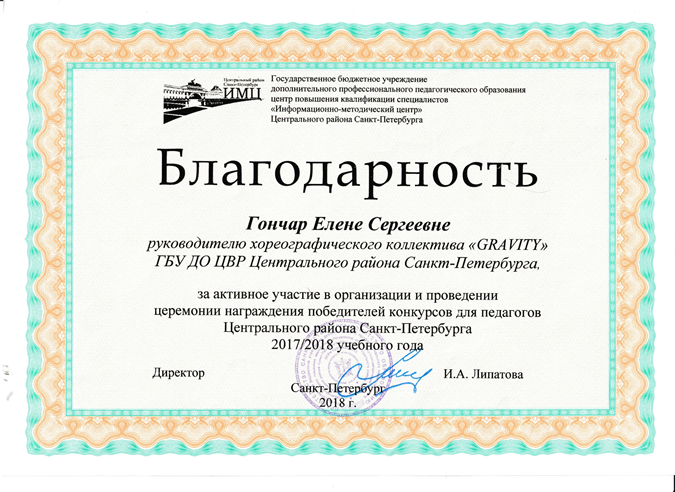 Центральный район
Санкт-Петербурга
ИМЦ
Государственное бюджетное учреждение
дополнительного профессионального педагогического образования
центр повышения квалификации специалистов
«Информационно-методический центр»
Центрального района Санкт-Петербурга
Благодарность
Гончар Елене Сергеевне
руководителю хореографического коллектива «GRAVITY»
ГБУ ДО ЦВР Центрального района Санкт-Петербурга,
за активное участие в организации и проведении
церемонии награждения победителей конкурсов для педагогов
Центрального района Санкт-Петербурга
2017/2018 учебного года
Директор
И.А. Липатова
Санкт-Петербург
2018 г.